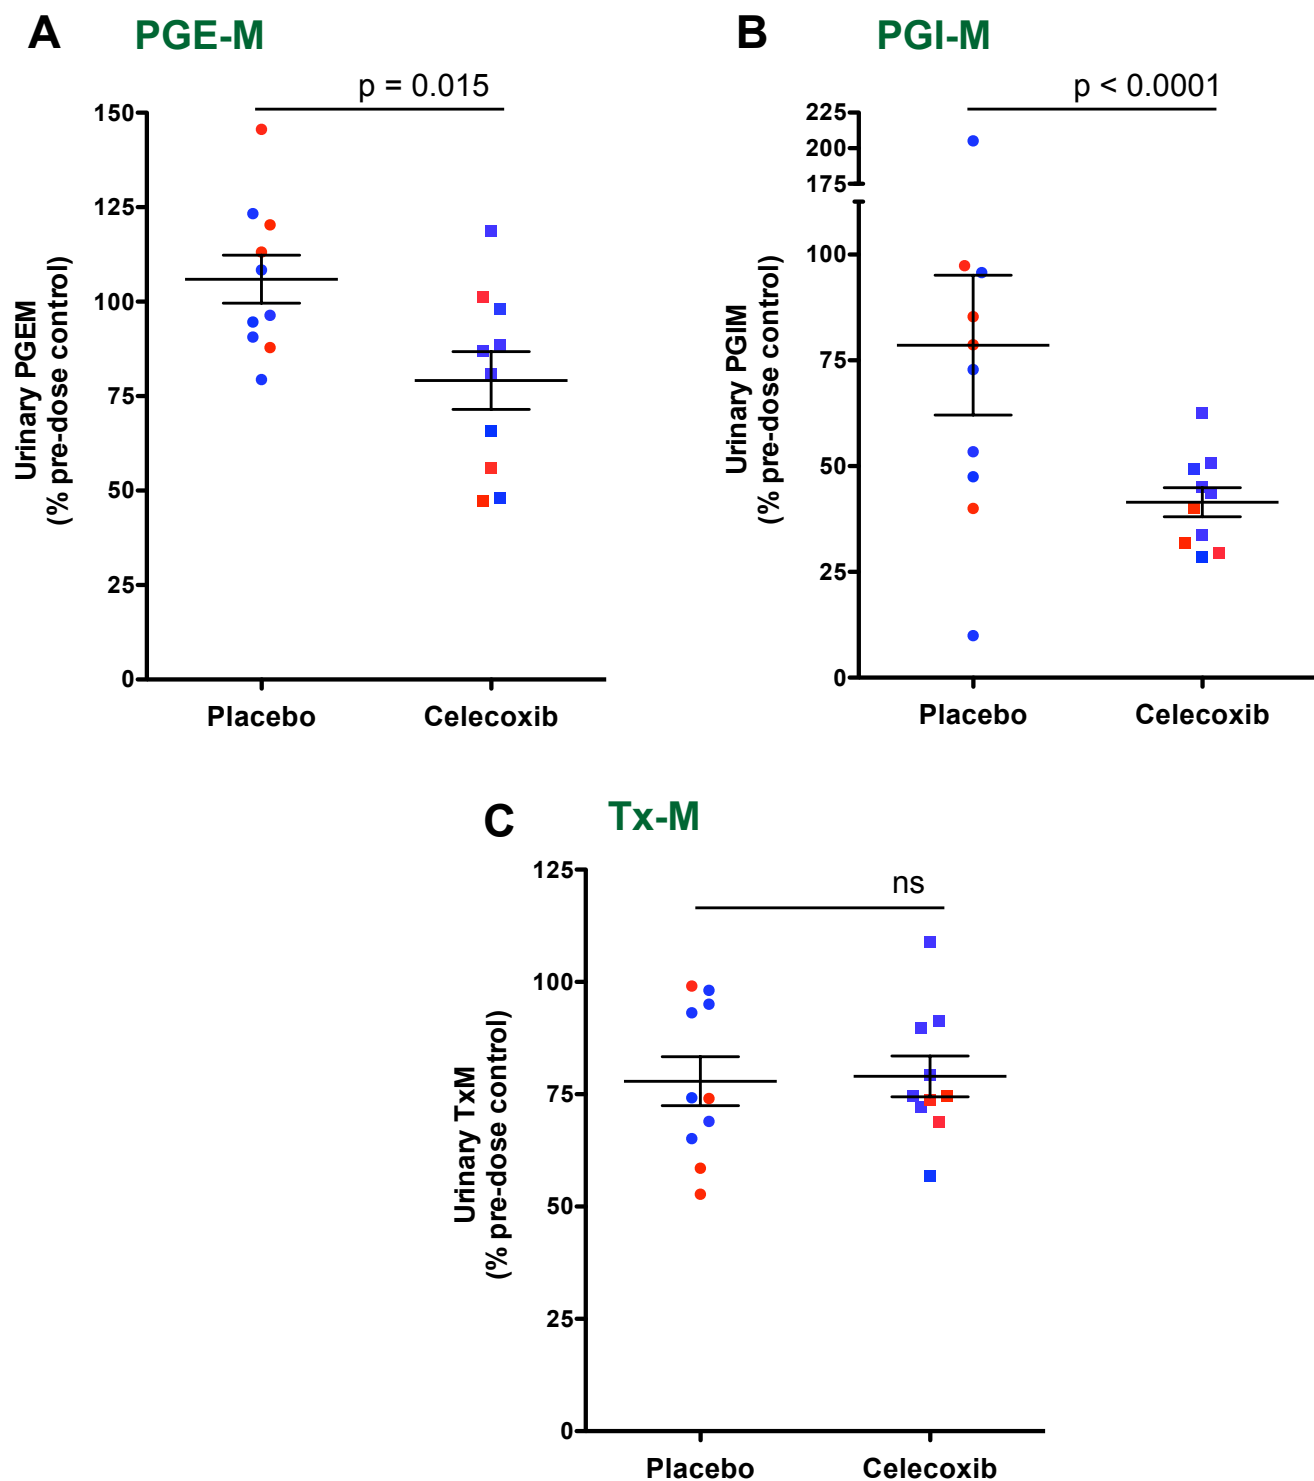 A PGE-M
p = 0.015
150
125
100
75
50
25
0
Urinary PGEM
(% pre-dose control)
Placebo Celecoxib
B PGI-M
p < 0.0001
225
200
175
100
75
50
25
0
Urinary PGIM
(% pre-dose control)
Placebo Celecoxib
C Tx-M
ns
125
100
75
50
25
0
Urinary TxM
(% pre-dose control)
Placebo Celecoxib